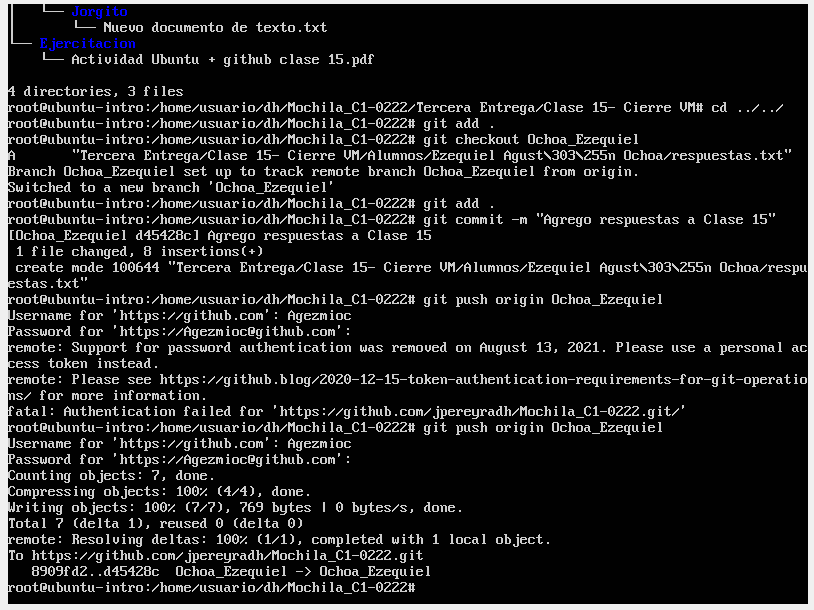 │   └── Jorgito
│       └── Nuevo documento de texto.txt
└── Ejercitacion
    └── Actividad Ubuntu + github clase 15.pdf
4 directories, 3 files
root@ubuntu-intro:/home/usuario/dh/Mochila_C1-0222/Tercera Entrega/Clase 15- Cierre VM# cd ../../
root@ubuntu-intro:/home/usuario/dh/Mochila_C1-0222# git add .
root@ubuntu-intro:/home/usuario/dh/Mochila_C1-0222# git checkout Ochoa_Ezequiel
A       "Tercera Entrega/Clase 15- Cierre VM/Alumnos/Ezequiel Agust\303\255n Ochoa/respuestas.txt"
Branch Ochoa_Ezequiel set up to track remote branch Ochoa_Ezequiel from origin.
Switched to a new branch 'Ochoa_Ezequiel'
root@ubuntu-intro:/home/usuario/dh/Mochila_C1-0222# git add .
root@ubuntu-intro:/home/usuario/dh/Mochila_C1-0222# git commit -m "Agrego respuestas a Clase 15"
[Ochoa_Ezequiel d45428c] Agrego respuestas a Clase 15
 1 file changed, 8 insertions(+)
 create mode 100644 "Tercera Entrega/Clase 15- Cierre VM/Alumnos/Ezequiel Agust\303\255n Ochoa/respu
estas.txt"
root@ubuntu-intro:/home/usuario/dh/Mochila_C1-0222# git push origin Ochoa_Ezequiel
Username for 'https://github.com': Agezmioc
Password for 'https://Agezmioc@github.com':
remote: Support for password authentication was removed on August 13, 2021. Please use a personal ac
cess token instead.
remote: Please see https://github.blog/2020-12-15-token-authentication-requirements-for-git-operatio
ns/ for more information.
fatal: Authentication failed for 'https://github.com/jpereyradh/Mochila_C1-0222.git/'
root@ubuntu-intro:/home/usuario/dh/Mochila_C1-0222# git push origin Ochoa_Ezequiel
Username for 'https://github.com': Agezmioc
Password for 'https://Agezmioc@github.com':
Counting objects: 7, done.
Compressing objects: 100% (4/4), done.
Writing objects: 100% (7/7), 769 bytes | 0 bytes/s, done.
Total 7 (delta 1), reused 0 (delta 0)
remote: Resolving deltas: 100% (1/1), completed with 1 local object.
To https://github.com/jpereyradh/Mochila_C1-0222.git
   8909fd2..d45428c  Ochoa_Ezequiel -> Ochoa_Ezequiel
root@ubuntu-intro:/home/usuario/dh/Mochila_C1-0222#